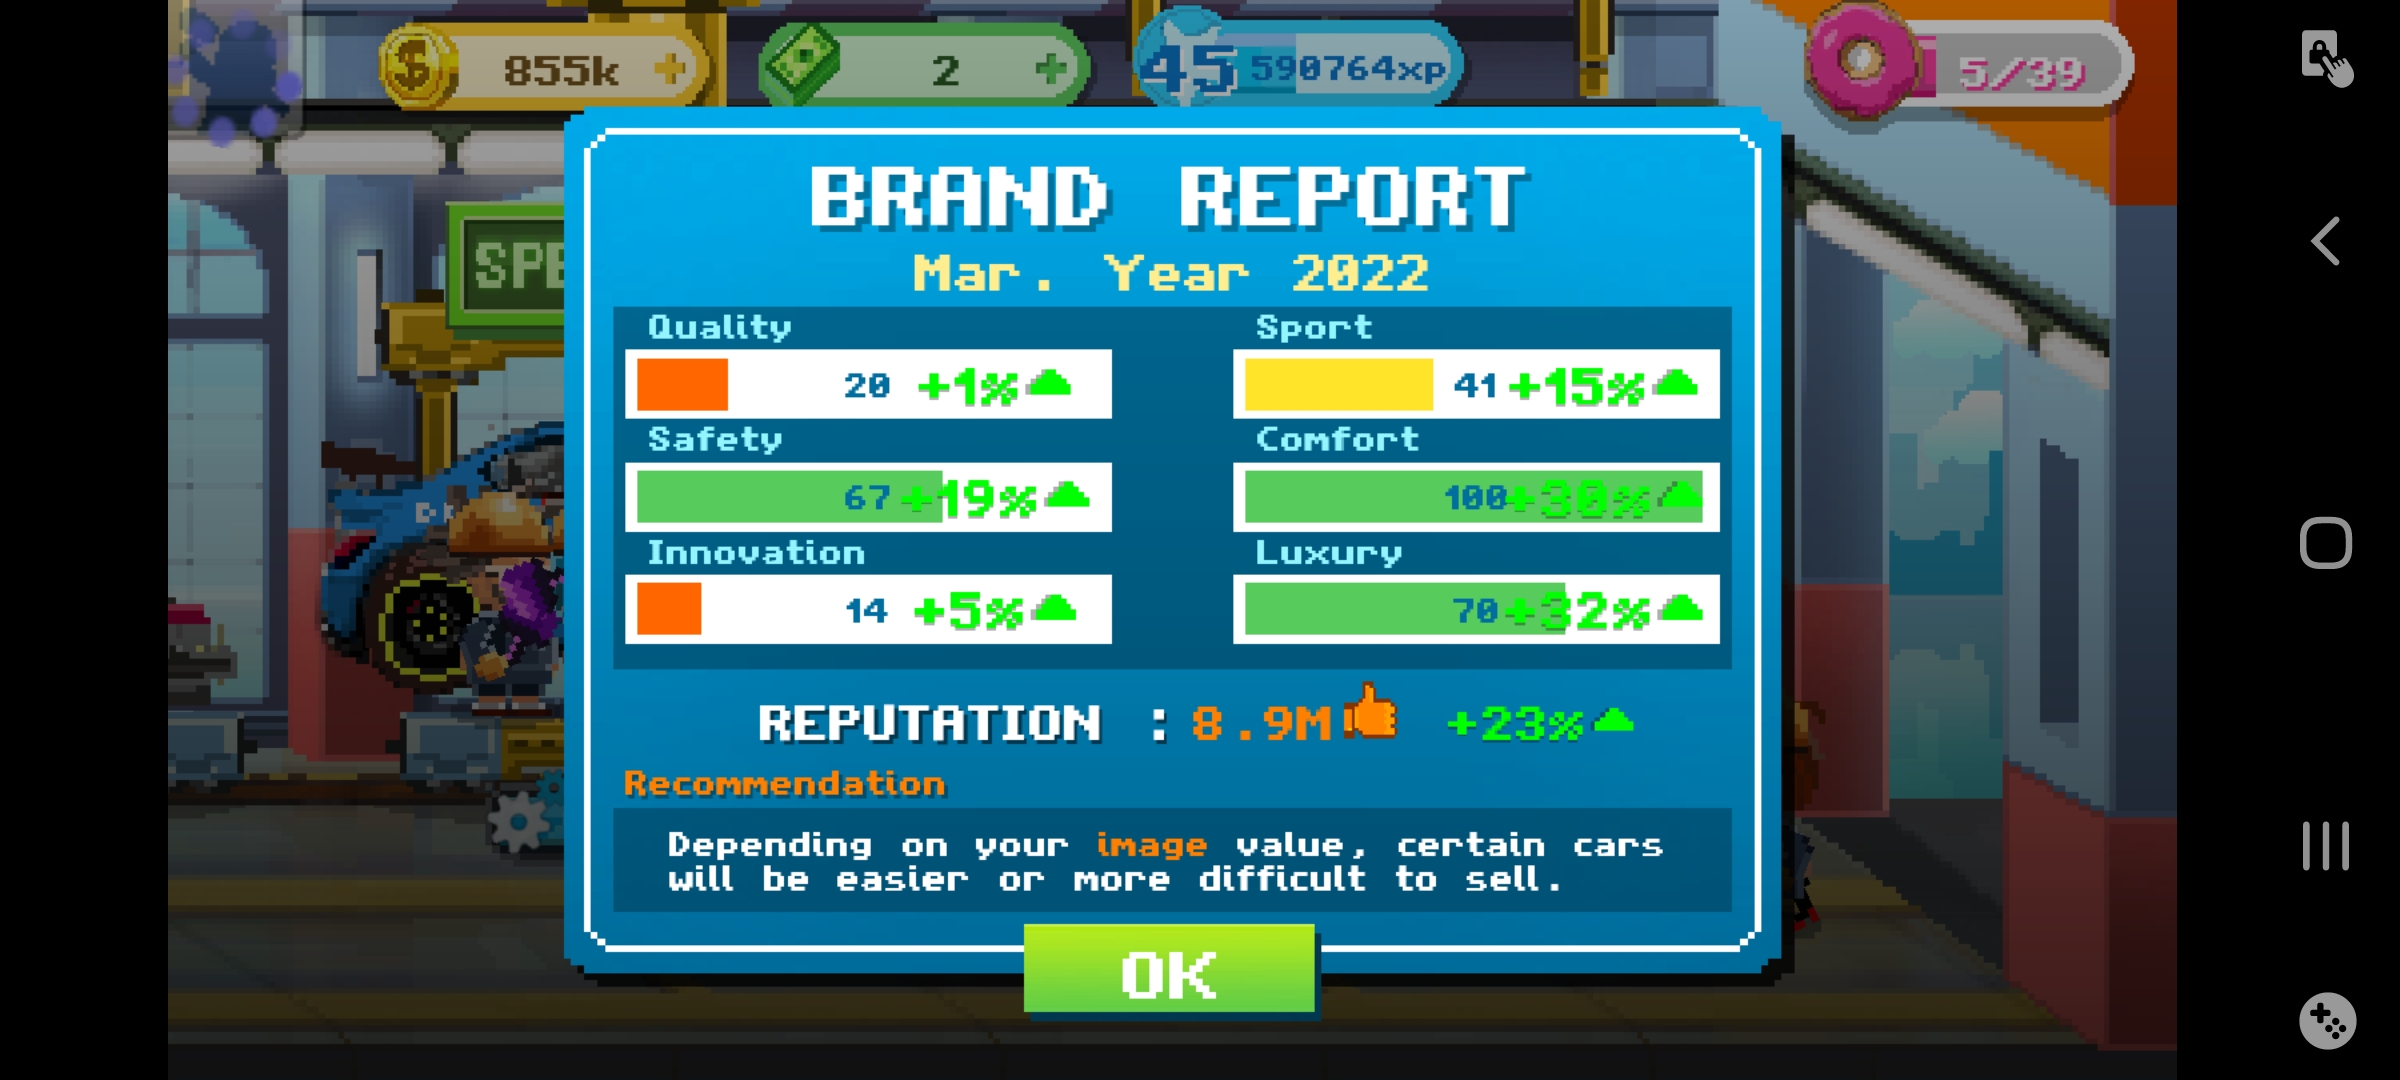 855k +
2 +
45 590764xp
5/39
SPE
BRAND REPORT
Mar. Year 2022
Quality
20 +1%
Sport
41 +15%
Safety
67 +19%
Comfort
100 +30%
Innovation
14 +5%
Luxury
70 +32%
REPUTATION : 8.9M +23%
Recommendation
Depending on your image value, certain cars
will be easier or more difficult to sell.
OK